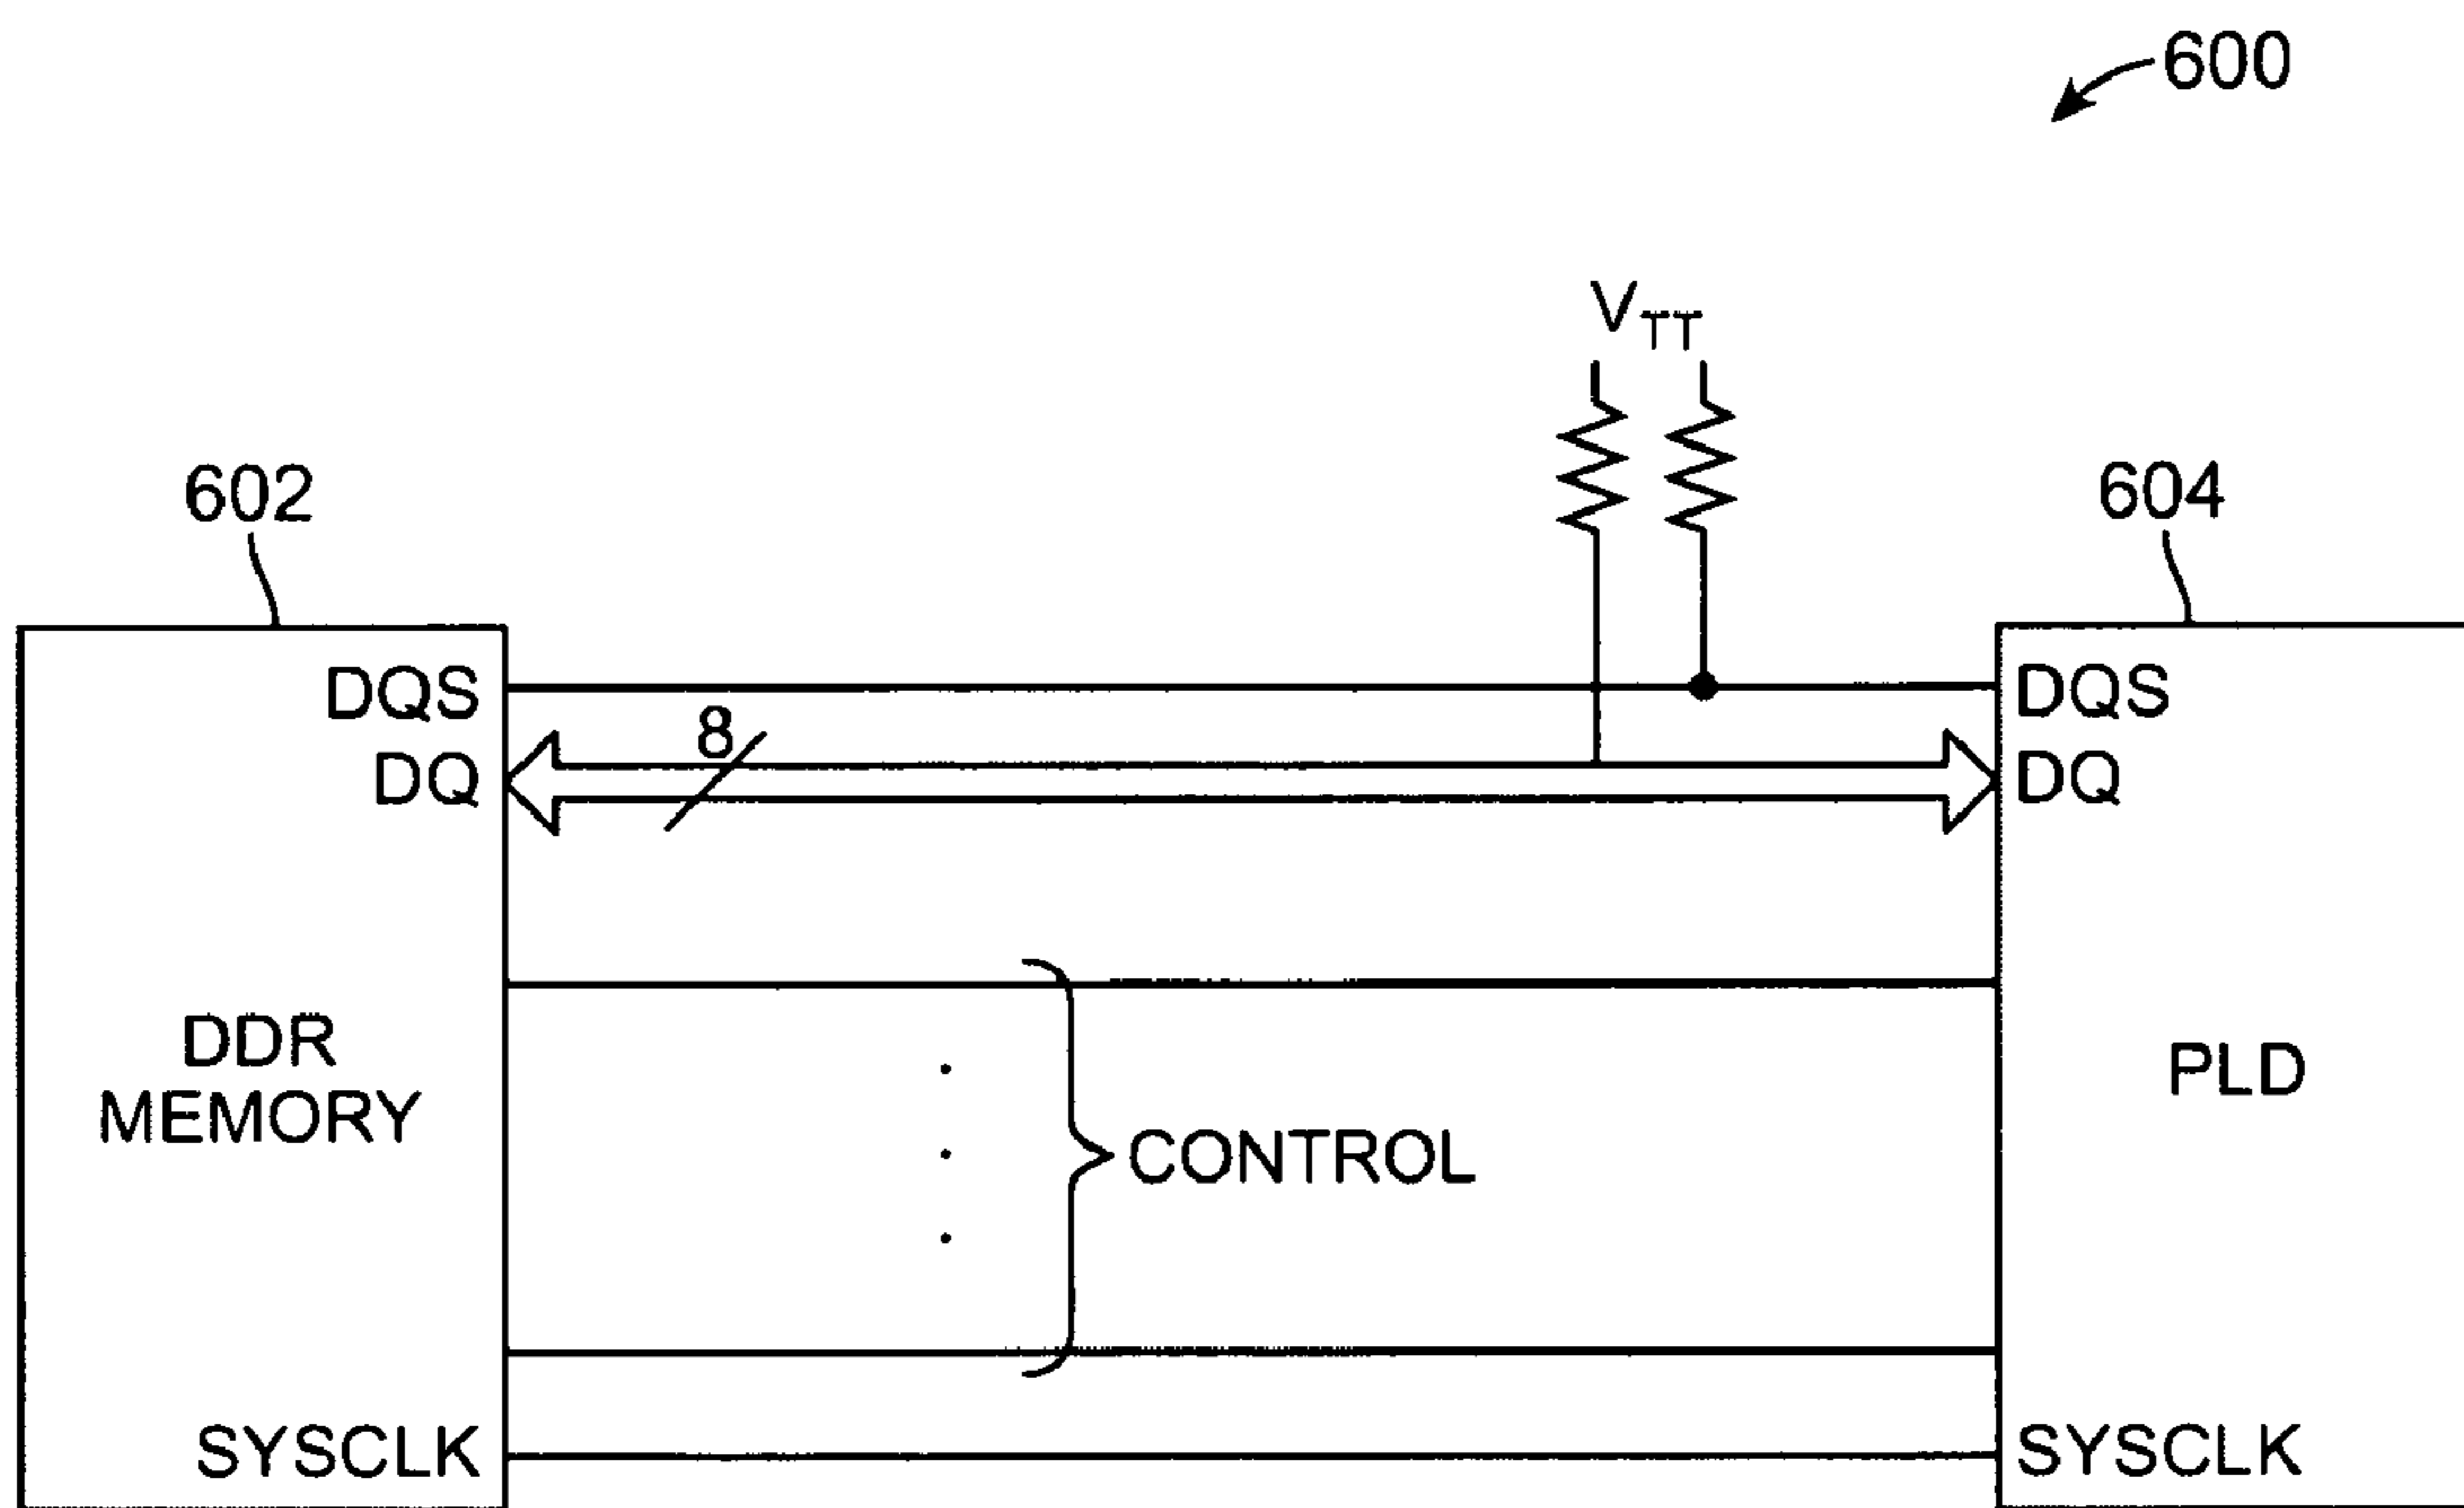 600
V_TT
602
604
DQS
DQS
8
DQ
DQ
DDR
MEMORY
PLD
CONTROL
SYSCLK
SYSCLK